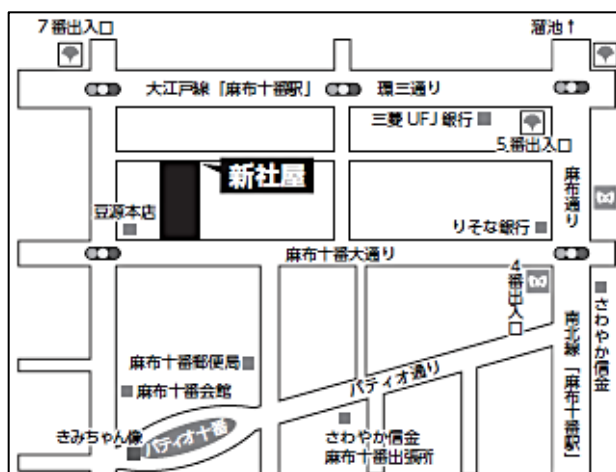 7番出入口
溜池↑
大江戸線「麻布十番駅」
環三通り
三菱UFJ銀行
5番出入口
新社屋
麻布通り
豆源本店
りそな銀行
麻布十番大通り
4番出入口
さわやか信金
南北線「麻布十番駅」
麻布十番郵便局
パティオ通り
麻布十番会館
きみちゃん像
パティオ十番
さわやか信金
麻布十番出張所